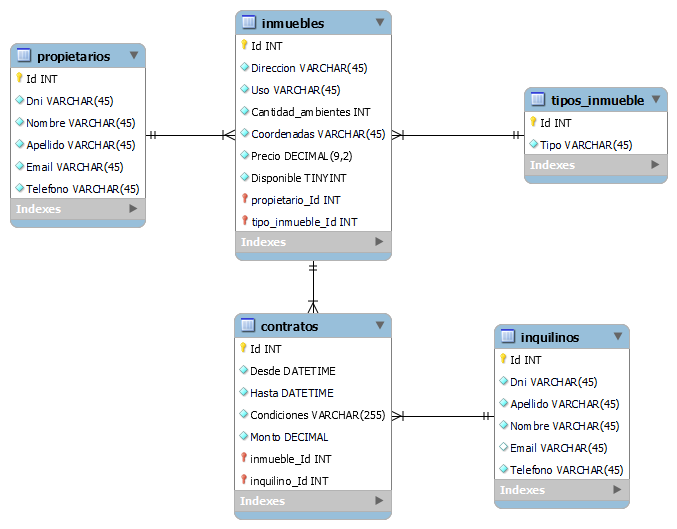 propietarios
Id INT
Dni VARCHAR(45)
Nombre VARCHAR(45)
Apellido VARCHAR(45)
Email VARCHAR(45)
Telefono VARCHAR(45)
Indexes
inmuebles
Id INT
Direccion VARCHAR(45)
Uso VARCHAR(45)
Cantidad_ambientes INT
Coordenadas VARCHAR(45)
Precio DECIMAL(9,2)
Disponible TINYINT
propietario_Id INT
tipo_inmueble_Id INT
Indexes
tipos_inmueble
Id INT
Tipo VARCHAR(45)
Indexes
contratos
Id INT
Desde DATETIME
Hasta DATETIME
Condiciones VARCHAR(255)
Monto DECIMAL
inmueble_Id INT
inquilino_Id INT
Indexes
inquilinos
Id INT
Dni VARCHAR(45)
Apellido VARCHAR(45)
Nombre VARCHAR(45)
Email VARCHAR(45)
Telefono VARCHAR(45)
Indexes